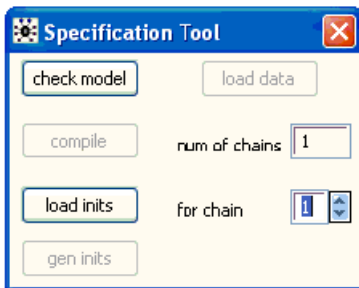 Specification Tool
check model load data
compile num of chains 1
load inits for chain 1
gen inits